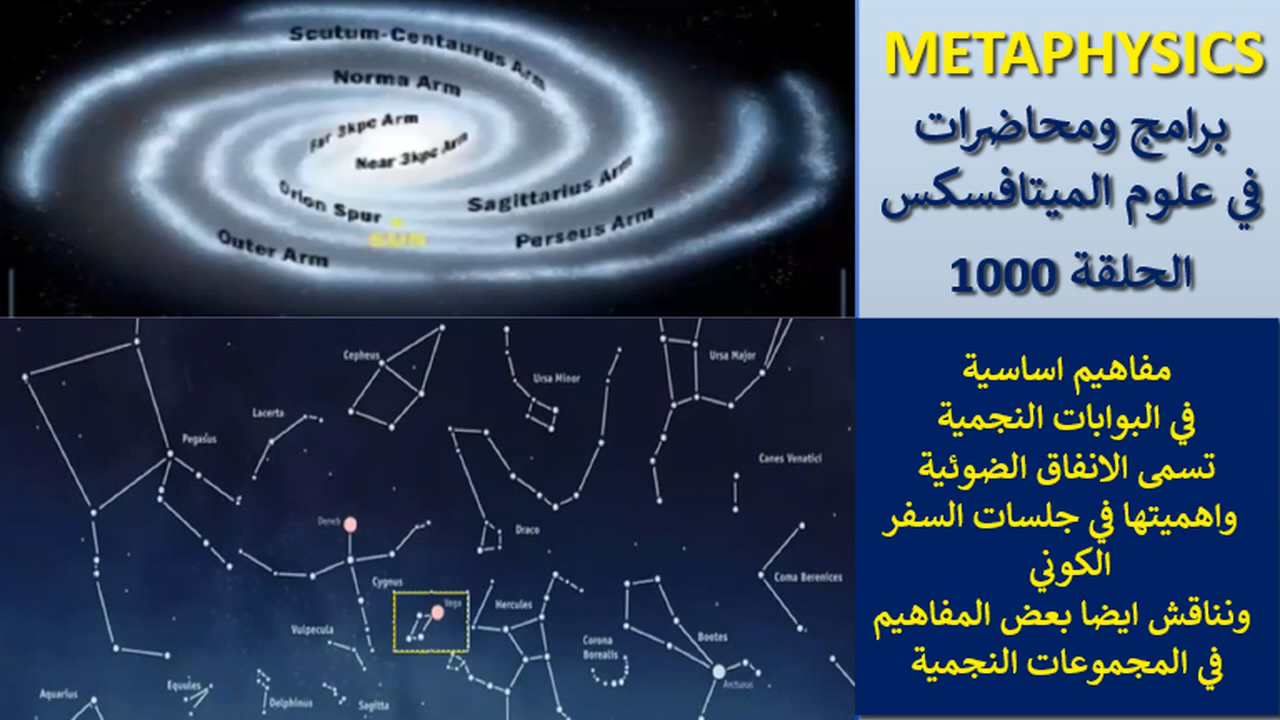 Scutum-Centaurus Arm
Norma Arm
Far 3kpc Arm
Near 3kpc Arm
Orion Spur
Sagittarius Arm
SUN
Outer Arm
Perseus Arm
METAPHYSICS
برامج ومحاضرات
في علوم الميتافسكس
الحلقة 1000
Cepheus
Ursa Minor
Ursa Major
Lacerta
Pegasus
Canes Venatici
Deneb
Draco
Cygnus
Coma Berenices
Vega
Hercules
Vulpecula
Corona
Borealis
Bootes
Arcturus
Equules
Aquarius
Delphinus
Sagitta
مفاهيم اساسية
في البوابات النجمية
تسمى الانفاق الضوئية
واهميتها في جلسات السفر
الكوني
ونناقش ايضا بعض المفاهيم
في المجموعات النجمية